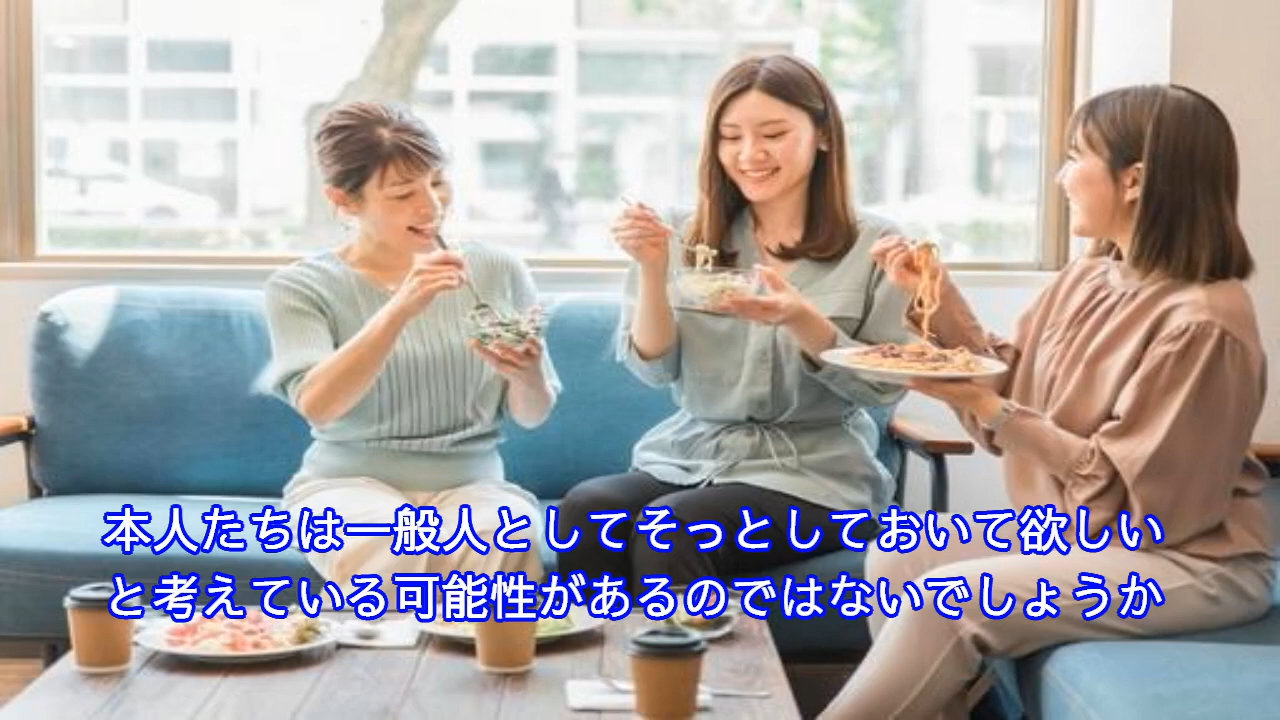 本人たちは一般人としてそっとしておいて欲しい
と考えている可能性があるのではないでしょうか